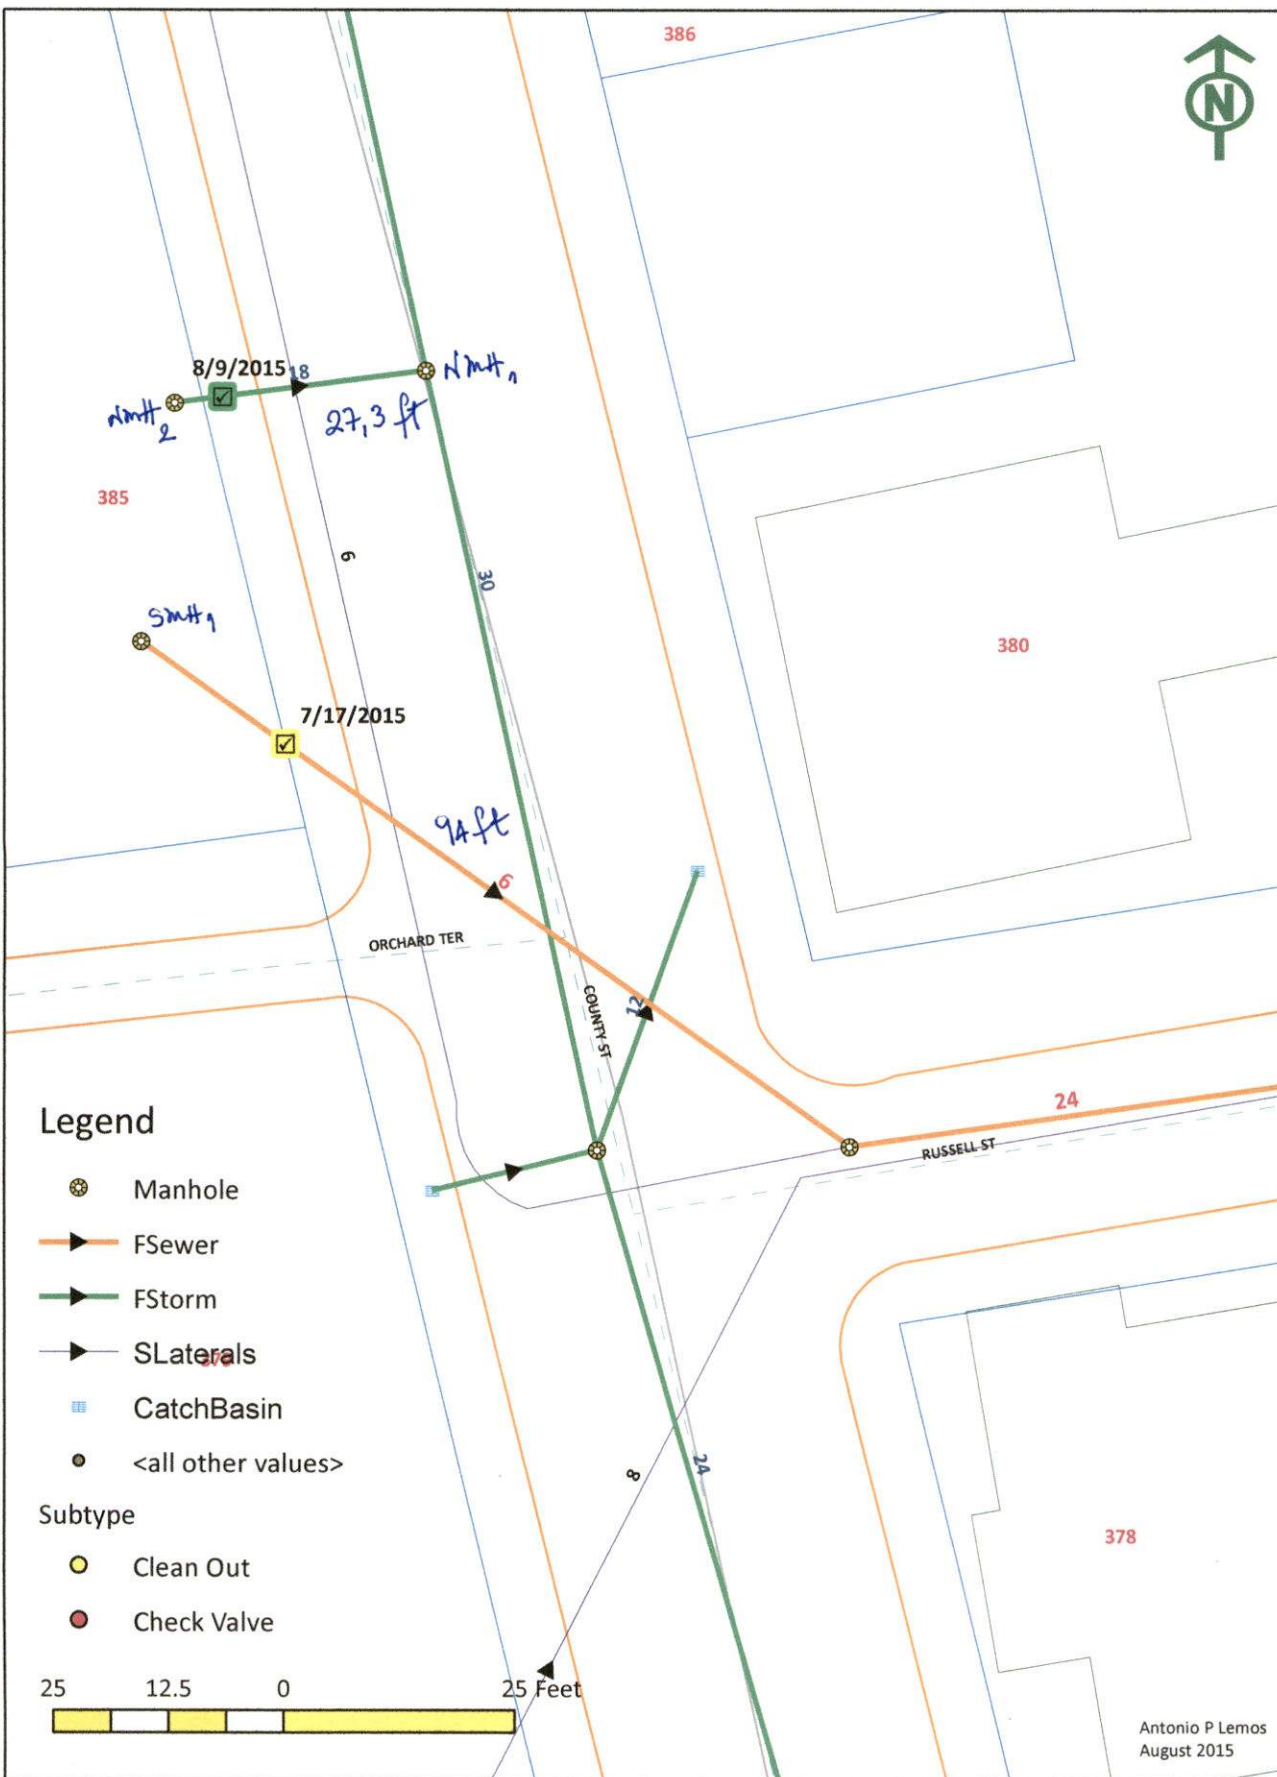 386
N
8/9/2015
18
NMH1
NMH2
27,3 ft
385
6
30
SMH1
380
7/17/2015
94 ft
6
ORCHARD TER
COUNTY ST
12
24
RUSSELL ST
Legend
Manhole
FSewer
FStorm
SLaterals
CatchBasin
<all other values>
Subtype
Clean Out
Check Valve
8
24
378
25 12.5 0 25 Feet
Antonio P Lemos
August 2015